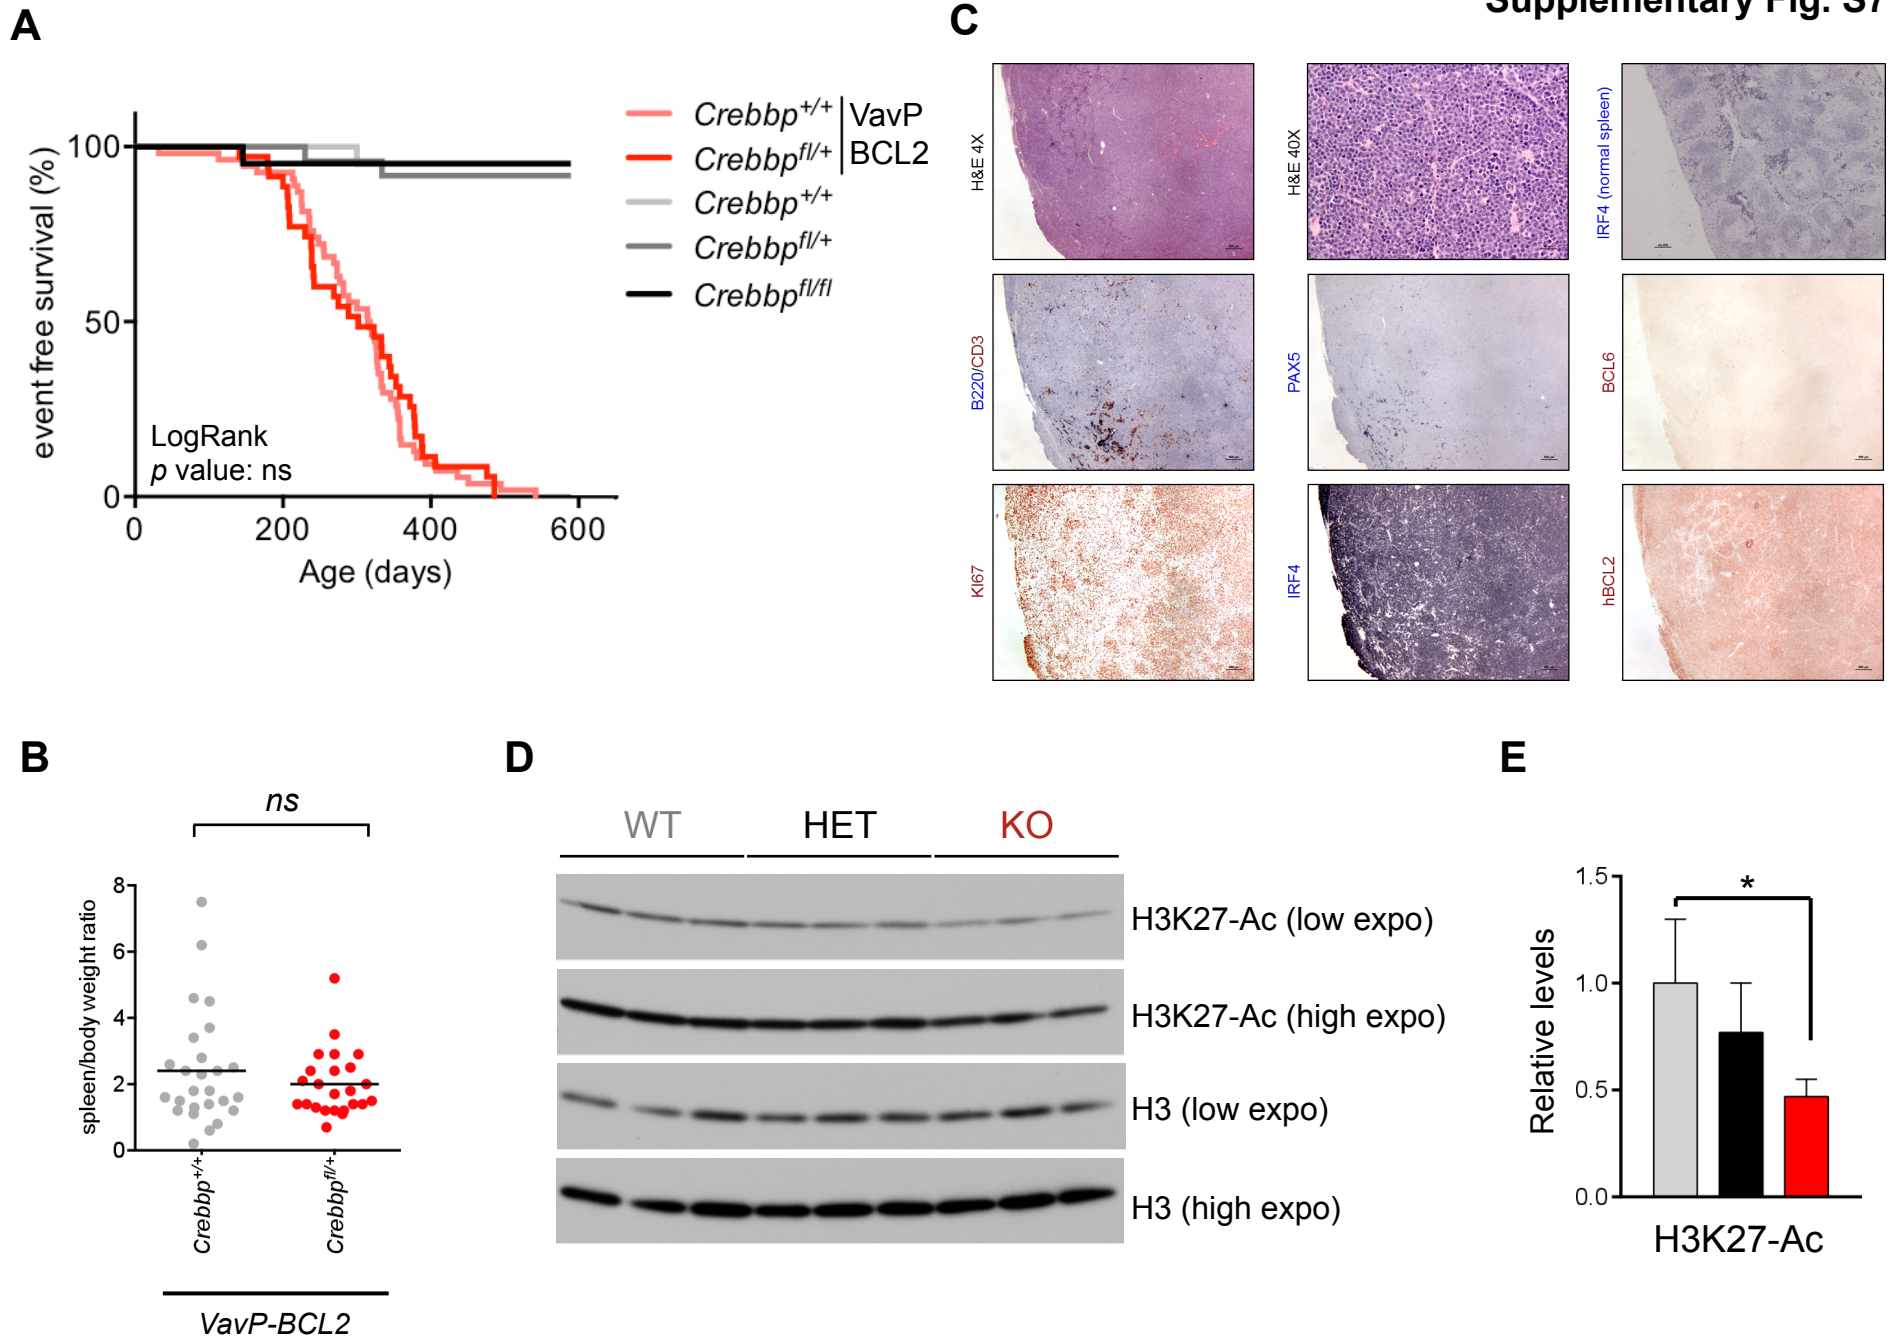 Supplementary Fig. S7
A
event free survival (%)
100
50
0
0 200 400 600
Age (days)
LogRank
p value: ns
Crebbp+/+
Crebbpfl/+
VavP
BCL2
Crebbp+/+
Crebbpfl/+
Crebbpfl/fl
C
H&E 4X
H&E 40X
IRF4 (normal spleen)
B220/CD3
PAX5
BCL6
KI67
IRF4
hBCL2
B
ns
spleen/body weight ratio
8
6
4
2
0
Crebbp+/+
Crebbpfl/+
VavP-BCL2
D
WT HET KO
H3K27-Ac (low expo)
H3K27-Ac (high expo)
H3 (low expo)
H3 (high expo)
E
Relative levels
1.5
1.0
0.5
0.0
*
H3K27-Ac